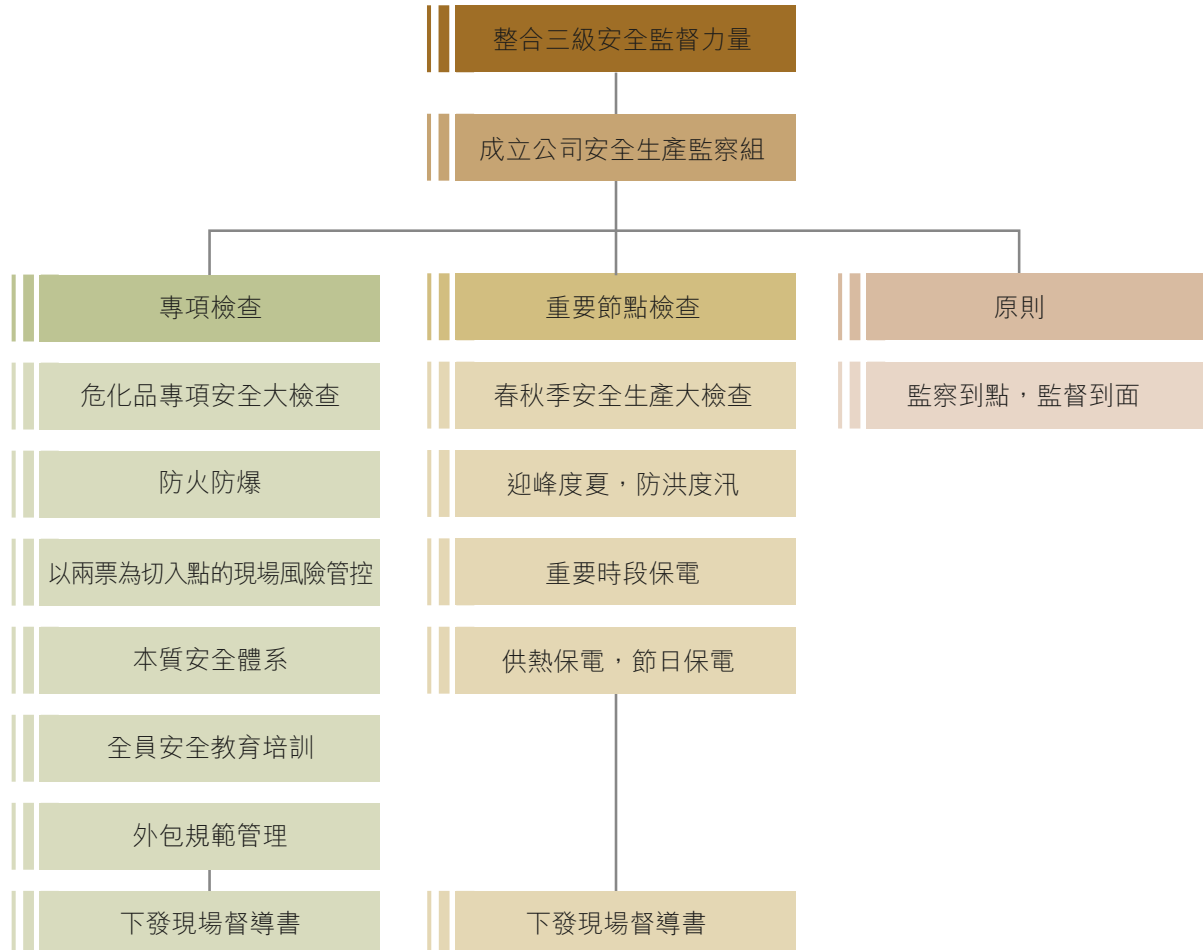 整合三級安全監督力量
成立公司安全生產監察組
專項檢查
危化品專項安全大檢查
防火防爆
以兩票為切入點的現場風險管控
本質安全體系
全員安全教育培訓
外包規範管理
下發現場督導書
重要節點檢查
春秋季安全生產大檢查
迎峰度夏，防洪度汛
重要時段保電
供熱保電，節日保電
下發現場督導書
原則
監察到點，監督到面